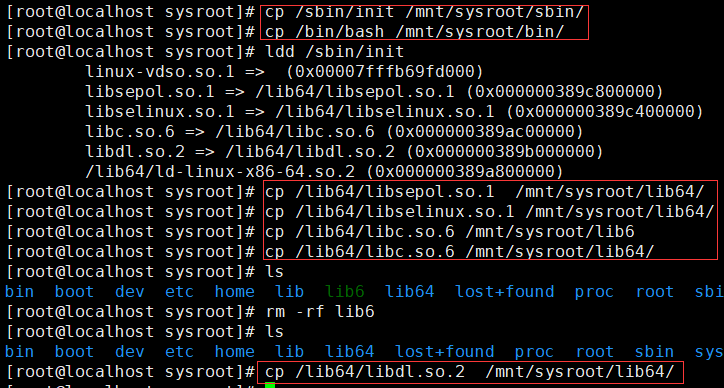 [root@localhost sysroot]# cp /sbin/init /mnt/sysroot/sbin/
[root@localhost sysroot]# cp /bin/bash /mnt/sysroot/bin/
[root@localhost sysroot]# ldd /sbin/init
linux-vdso.so.1 =>  (0x00007fffb69fd000)
libsepol.so.1 => /lib64/libsepol.so.1 (0x000000389c800000)
libselinux.so.1 => /lib64/libselinux.so.1 (0x000000389c400000)
libc.so.6 => /lib64/libc.so.6 (0x000000389ac00000)
libdl.so.2 => /lib64/libdl.so.2 (0x000000389b000000)
/lib64/ld-linux-x86-64.so.2 (0x000000389a800000)
[root@localhost sysroot]# cp /lib64/libsepol.so.1  /mnt/sysroot/lib64/
[root@localhost sysroot]# cp /lib64/libselinux.so.1 /mnt/sysroot/lib64/
[root@localhost sysroot]# cp /lib64/libc.so.6 /mnt/sysroot/lib6
[root@localhost sysroot]# cp /lib64/libc.so.6 /mnt/sysroot/lib64/
[root@localhost sysroot]# ls
bin  boot  dev  etc  home  lib  lib6  lib64  lost+found  proc  root  sbi
[root@localhost sysroot]# rm -rf lib6
[root@localhost sysroot]# ls
bin  boot  dev  etc  home  lib  lib64  lost+found  proc  root  sbin  sys
[root@localhost sysroot]# cp /lib64/libdl.so.2  /mnt/sysroot/lib64/